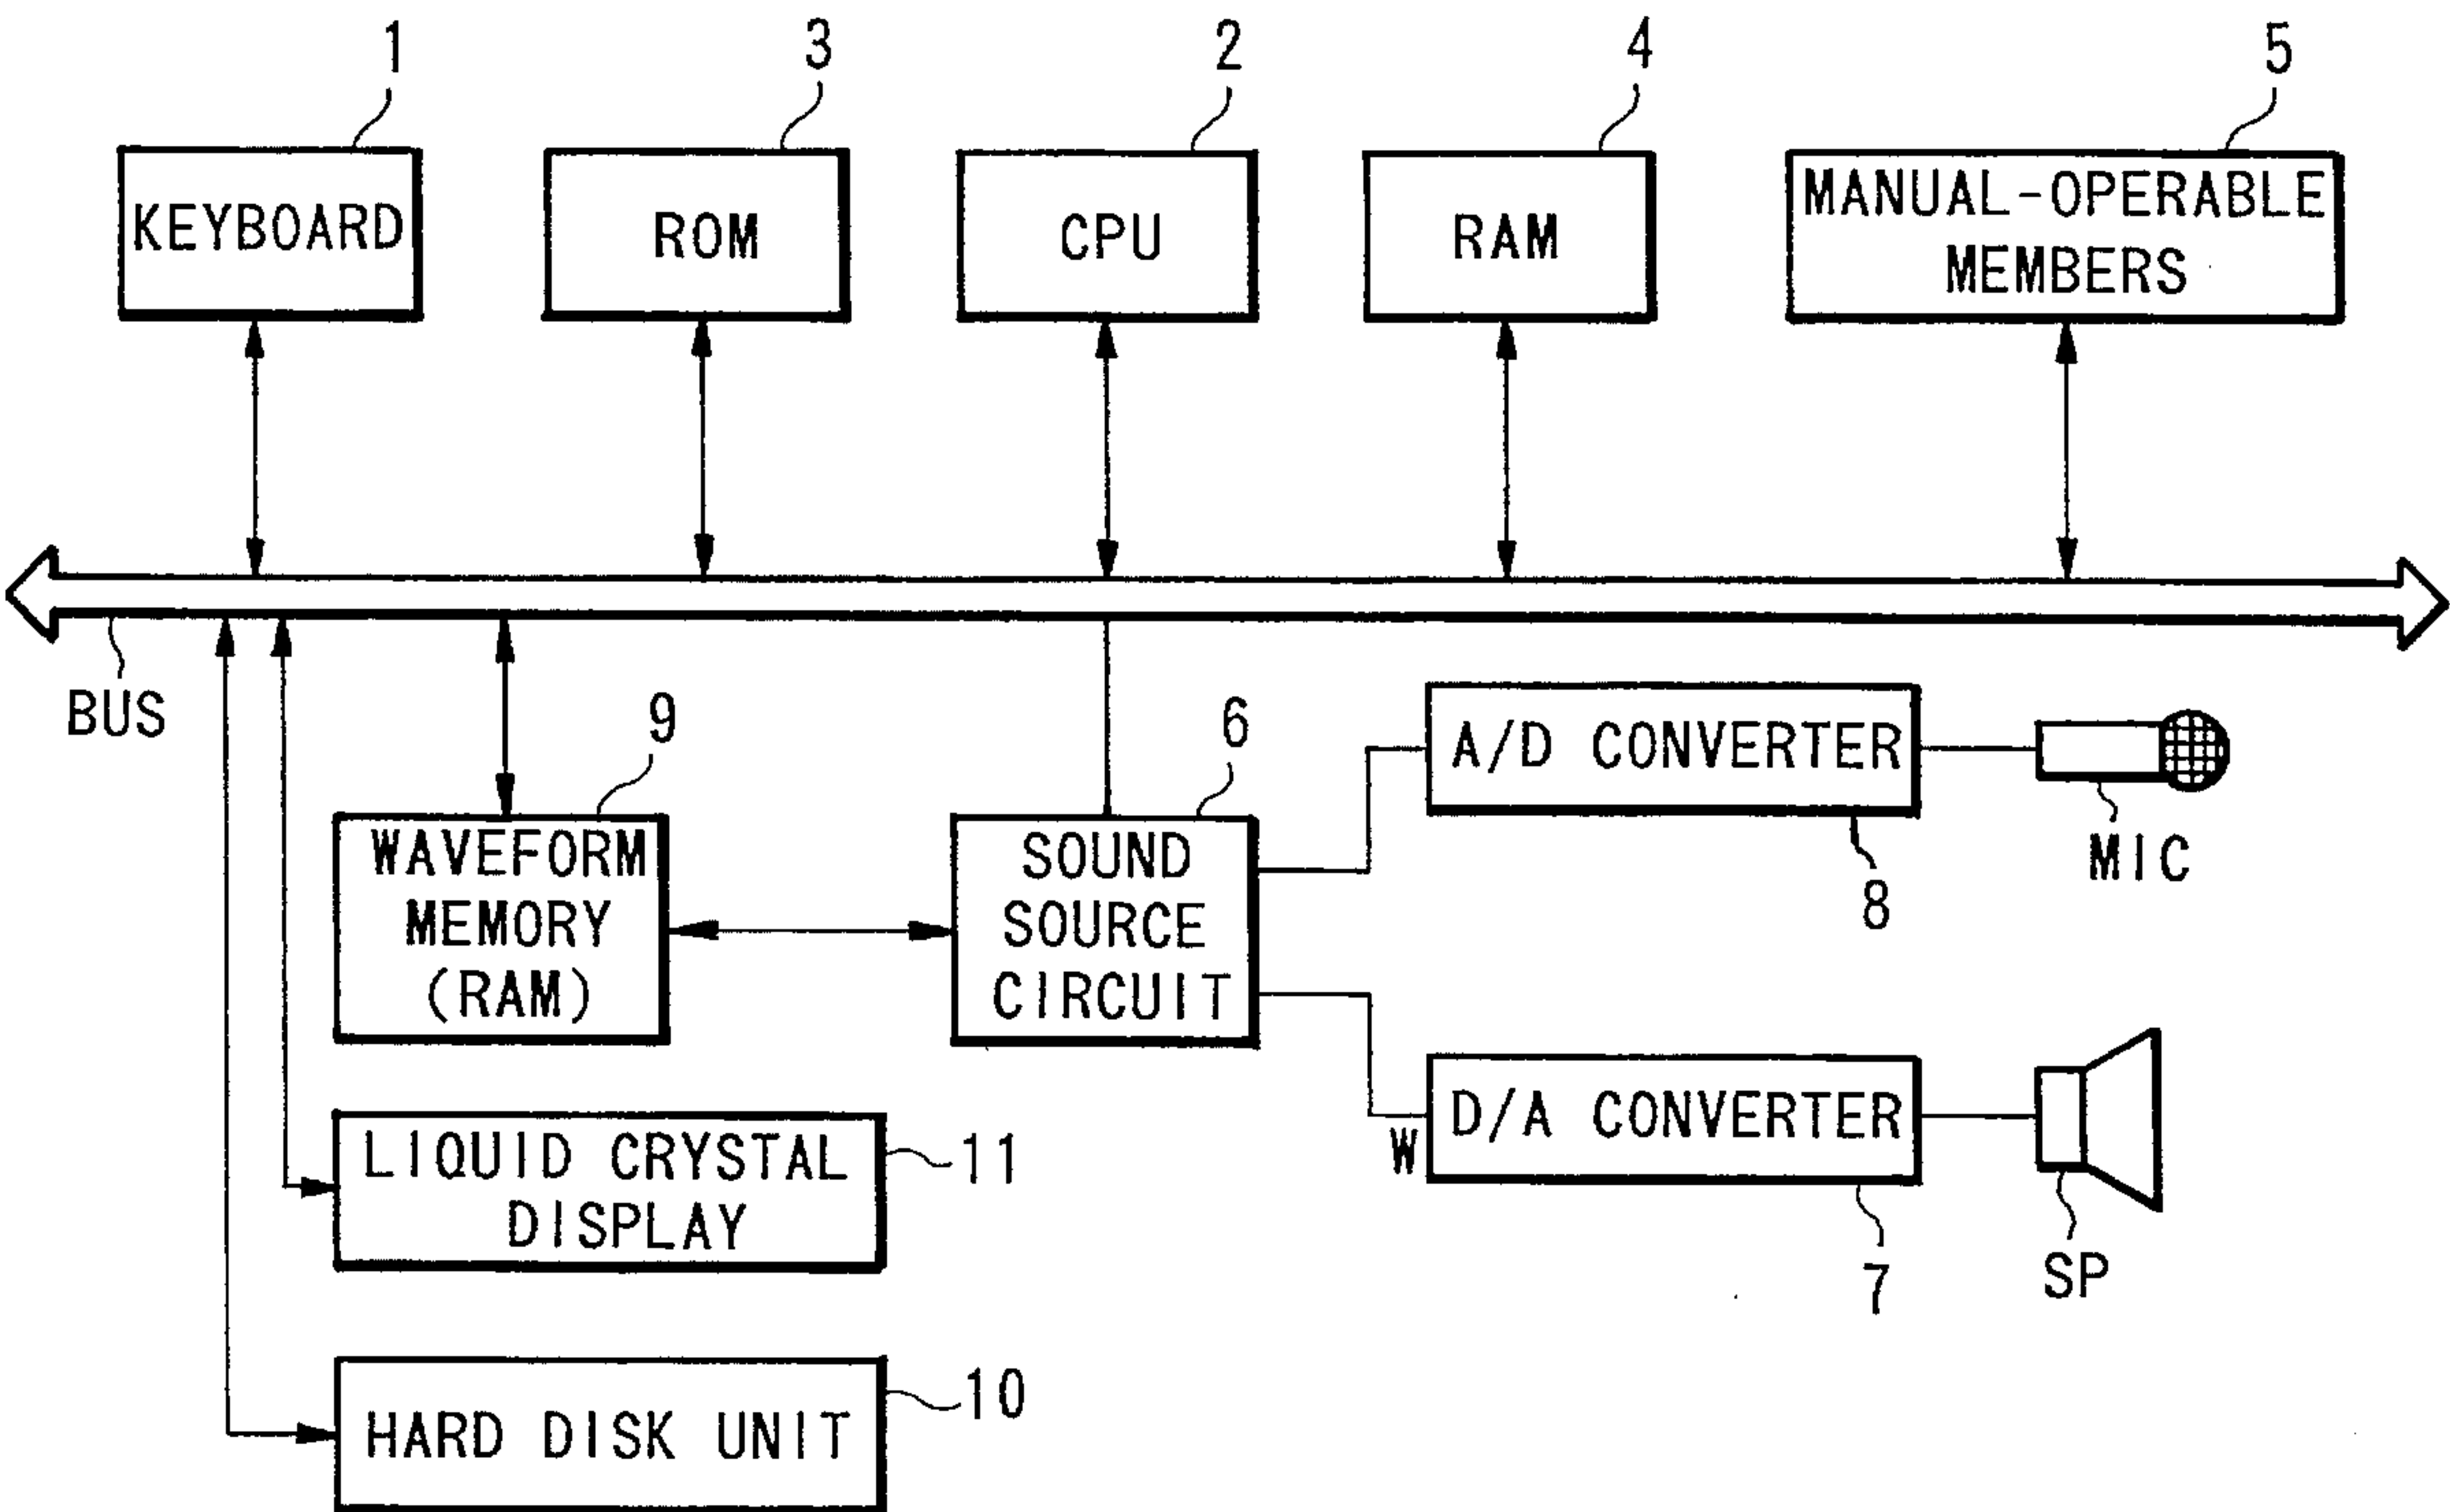 1
3
2
4
5
KEYBOARD
ROM
CPU
RAM
MANUAL-OPERABLE
MEMBERS
BUS
9
6
A/D CONVERTER
8
MIC
WAVEFORM
MEMORY
(RAM)
SOUND
SOURCE
CIRCUIT
W
D/A CONVERTER
7
SP
LIQUID CRYSTAL
DISPLAY
11
HARD DISK UNIT
10